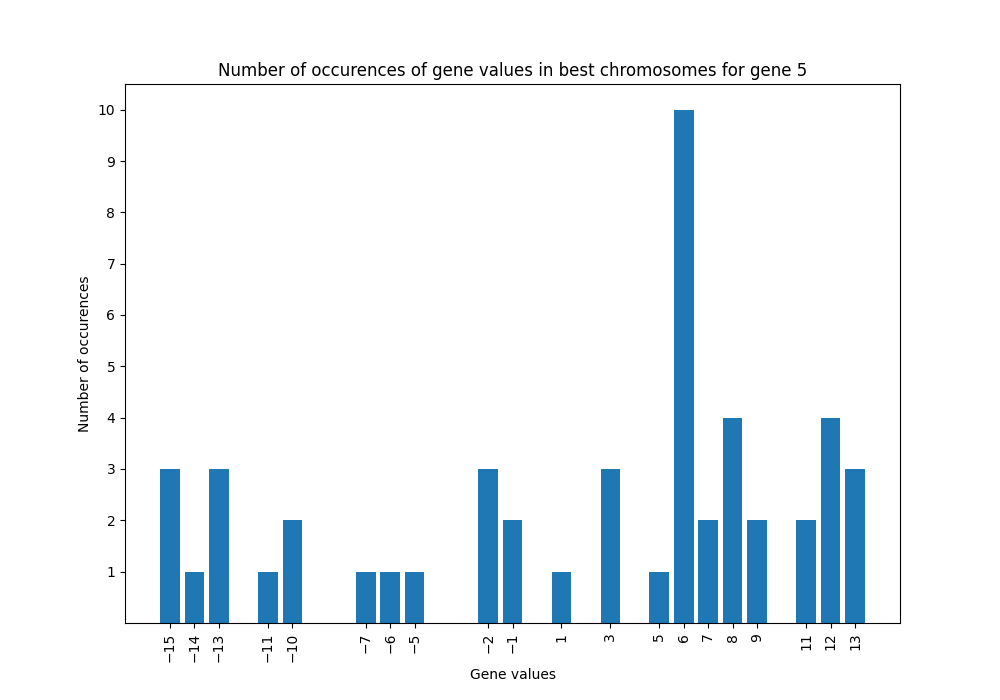 Number of occurences of gene values in best chromosomes for gene 5
10
9
8
7
6
5
4
3
2
1
Number of occurences
−15 −14 −13 −11 −10 −7 −6 −5 −2 −1 1 3 5 6 7 8 9 11 12 13
Gene values